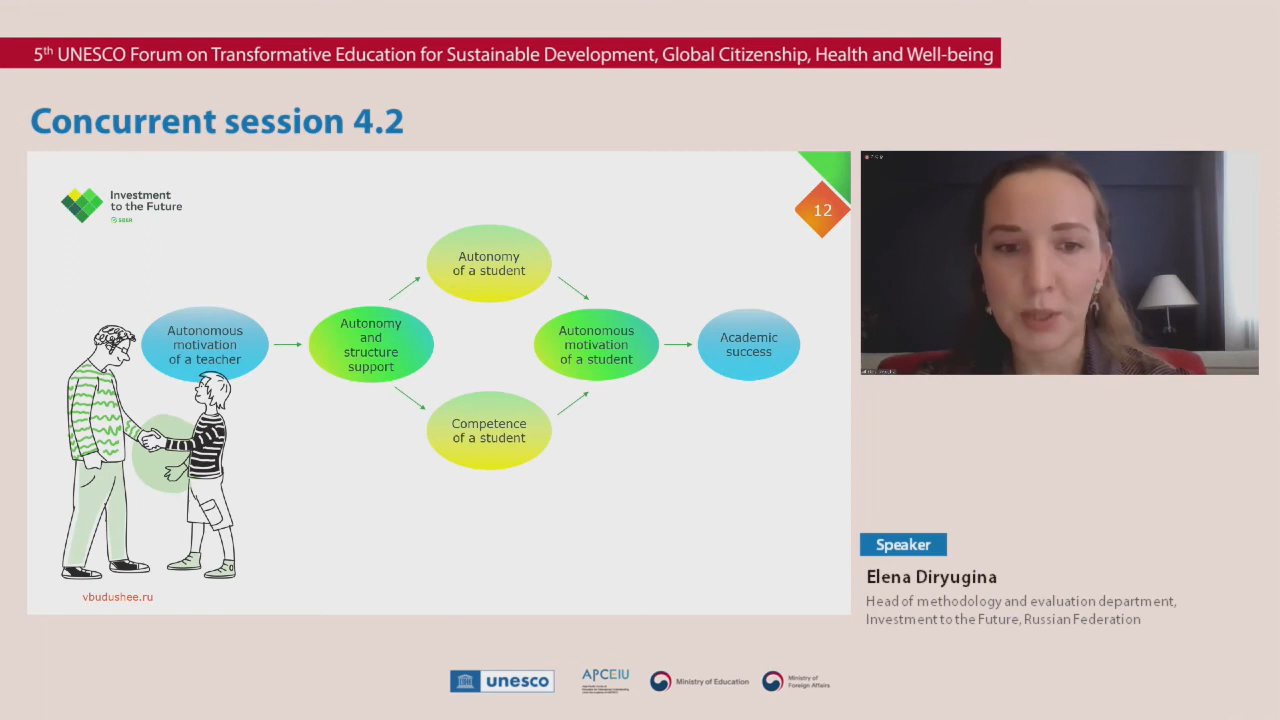 5th UNESCO Forum on Transformative Education for Sustainable Development, Global Citizenship, Health and Well-being
Concurrent session 4.2
Investment
to the Future
SBER
12
Autonomy
of a student
Autonomous
motivation
of a teacher
Autonomy
and
structure
support
Autonomous
motivation
of a student
Academic
success
Competence
of a student
vbudushee.ru
Speaker
Elena Diryugina
Head of methodology and evaluation department,
Investment to the Future, Russian Federation
unesco
APCEIU
Ministry of Education
Ministry of
Foreign Affairs